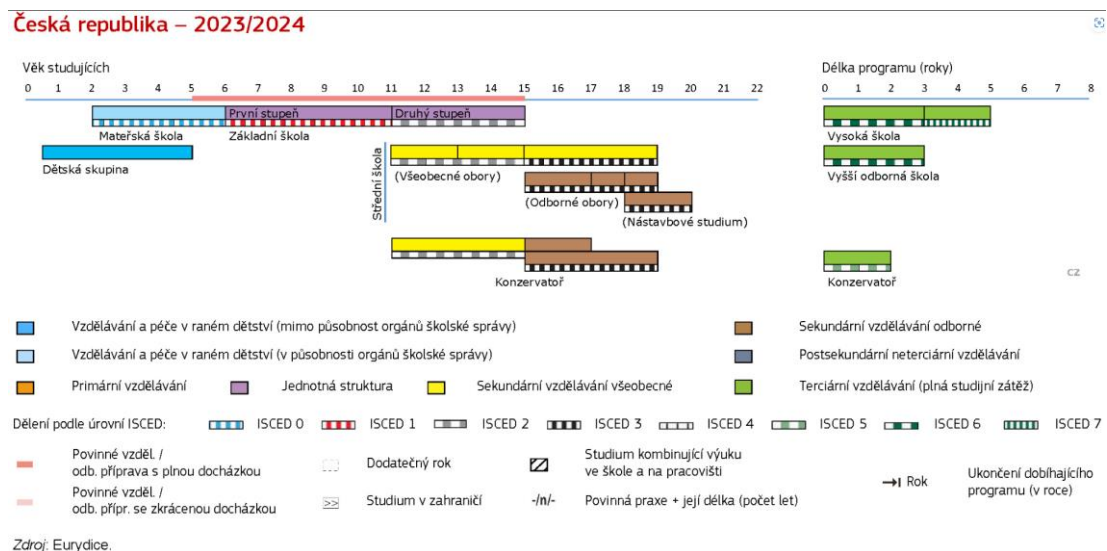 Česká republika – 2023/2024
Věk studujících
Délka programu (roky)
0 1 2 3 4 5 6 7 8 9 10 11 12 13 14 15 16 17 18 19 20 21 22
0 1 2 3 4 5 6 7 8
První stupeň
Druhý stupeň
Mateřská škola
Základní škola
Vysoká škola
Dětská skupina
Střední škola
(Všeobecné obory)
Vyšší odborná škola
(Odborné obory)
(Nástavbové studium)
Konzervatoř
Konzervatoř
CZ
Vzdělávání a péče v raném dětství (mimo působnost orgánů školské správy)
Sekundární vzdělávání odborné
Vzdělávání a péče v raném dětství (v působnosti orgánů školské správy)
Postsekundární neterciární vzdělávání
Primární vzdělávání
Jednotná struktura
Sekundární vzdělávání všeobecné
Terciární vzdělávání (plná studijní zátěž)
Dělení podle úrovní ISCED:
ISCED 0
ISCED 1
ISCED 2
ISCED 3
ISCED 4
ISCED 5
ISCED 6
ISCED 7
Povinné vzděl. /
odb. příprava s plnou docházkou
Dodatečný rok
Studium kombinující výuku
ve škole a na pracovišti
Rok
Ukončení dobíhajícího
programu (v roce)
Povinné vzděl. /
odb. přípr. se zkrácenou docházkou
>>
Studium v zahraničí
-/n/-
Povinná praxe + její délka (počet let)
Zdroj: Eurydice.